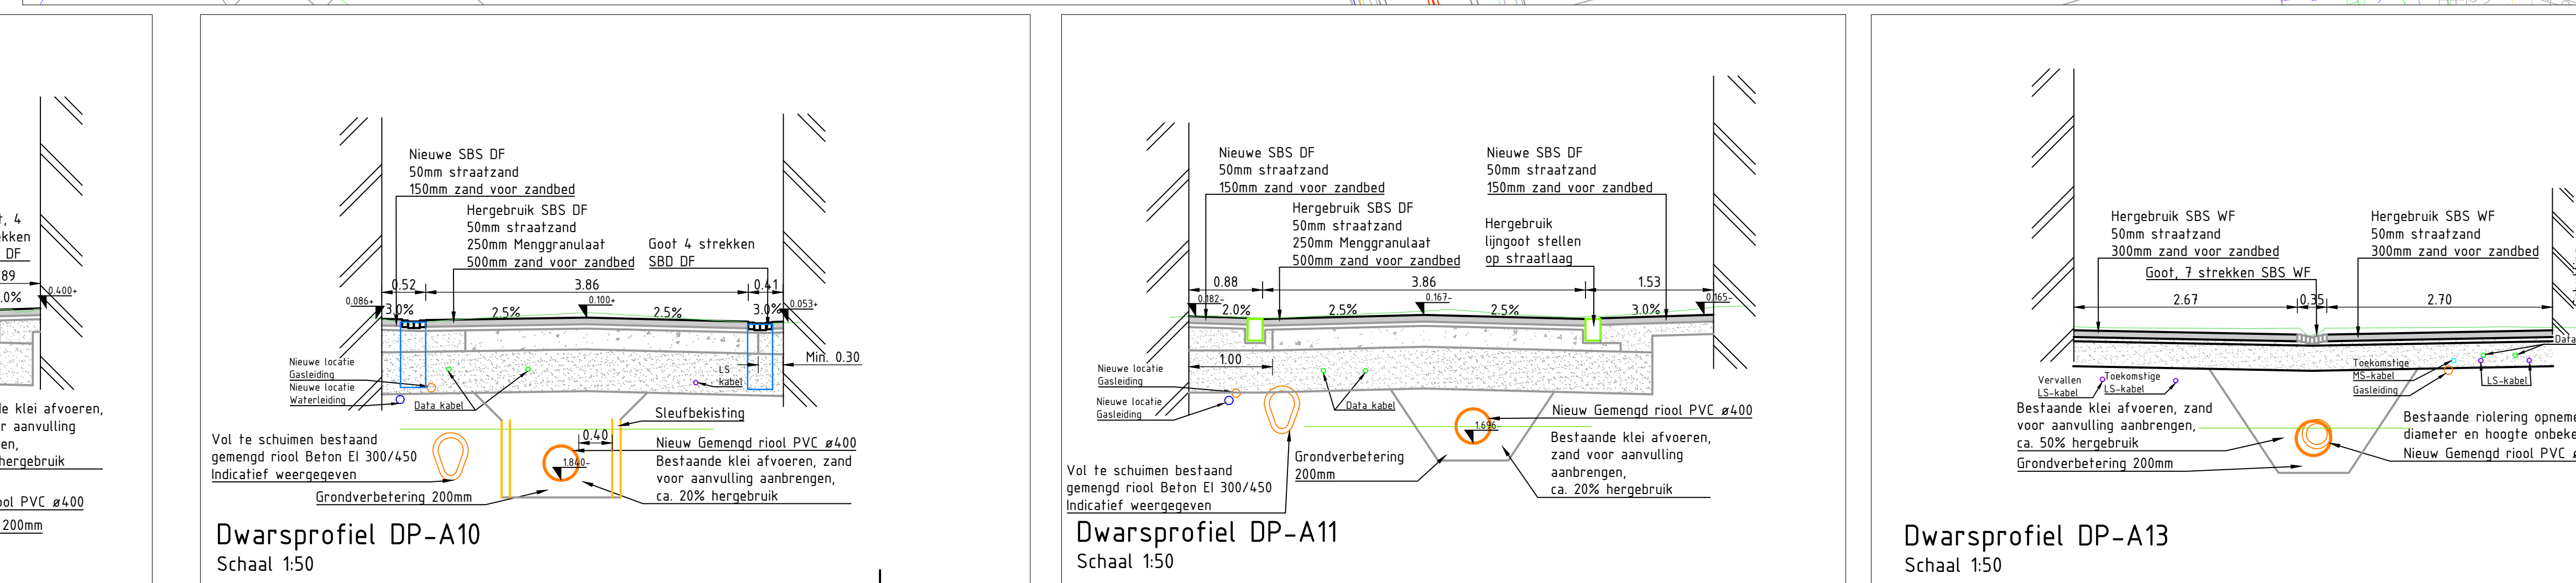 t, 4
ekken
DF
89
.0%
0.400+
de klei afvoeren,
r aanvulling
en,
hergebruik
ool PVC ø400
200mm
Nieuwe SBS DF
50mm straatzand
150mm zand voor zandbed
Hergebruik SBS DF
50mm straatzand
250mm Menggranulaat
500mm zand voor zandbed
Goot 4 strekken
SBD DF
0.52
3.86
0.41
0.086+
3.0%
2.5%
0.100+
2.5%
3.0%
0.053+
Min. 0.30
Nieuwe locatie
Gasleiding
Nieuwe locatie
Waterleiding
Data kabel
LS
kabel
Sleufbekisting
Vol te schuimen bestaand
gemengd riool Beton EI 300/450
Indicatief weergegeven
0.40
1.840-
Nieuw Gemengd riool PVC ø400
Bestaande klei afvoeren, zand
voor aanvulling aanbrengen,
ca. 20% hergebruik
Grondverbetering 200mm
Dwarsprofiel DP-A10
Schaal 1:50
Nieuwe SBS DF
50mm straatzand
150mm zand voor zandbed
Hergebruik SBS DF
50mm straatzand
250mm Menggranulaat
500mm zand voor zandbed
Nieuwe SBS DF
50mm straatzand
150mm zand voor zandbed
Hergebruik
lijngoot stellen
op straatlaag
0.88
3.86
1.53
0.182-
2.0%
2.5%
0.167-
2.5%
3.0%
0.165-
1.00
Nieuwe locatie
Gasleiding
Nieuwe locatie
Gasleiding
Data kabel
1.696-
Nieuw Gemengd riool PVC ø400
Bestaande klei afvoeren,
zand voor aanvulling
aanbrengen,
ca. 20% hergebruik
Grondverbetering
200mm
Vol te schuimen bestaand
gemengd riool Beton EI 300/450
Indicatief weergegeven
Dwarsprofiel DP-A11
Schaal 1:50
Hergebruik SBS WF
50mm straatzand
300mm zand voor zandbed
Hergebruik SBS WF
50mm straatzand
300mm zand voor zandbed
Goot, 7 strekken SBS WF
2.67
0.35
2.70
Data
Toekomstige
MS-kabel
Gasleiding
LS-kabel
Vervallen
LS-kabel
Toekomstige
LS-kabel
Bestaande klei afvoeren, zand
voor aanvulling aanbrengen,
ca. 50% hergebruik
Grondverbetering 200mm
Bestaande riolering opneme
diameter en hoogte onbeke
Nieuw Gemengd riool PVC ø
Dwarsprofiel DP-A13
Schaal 1:50